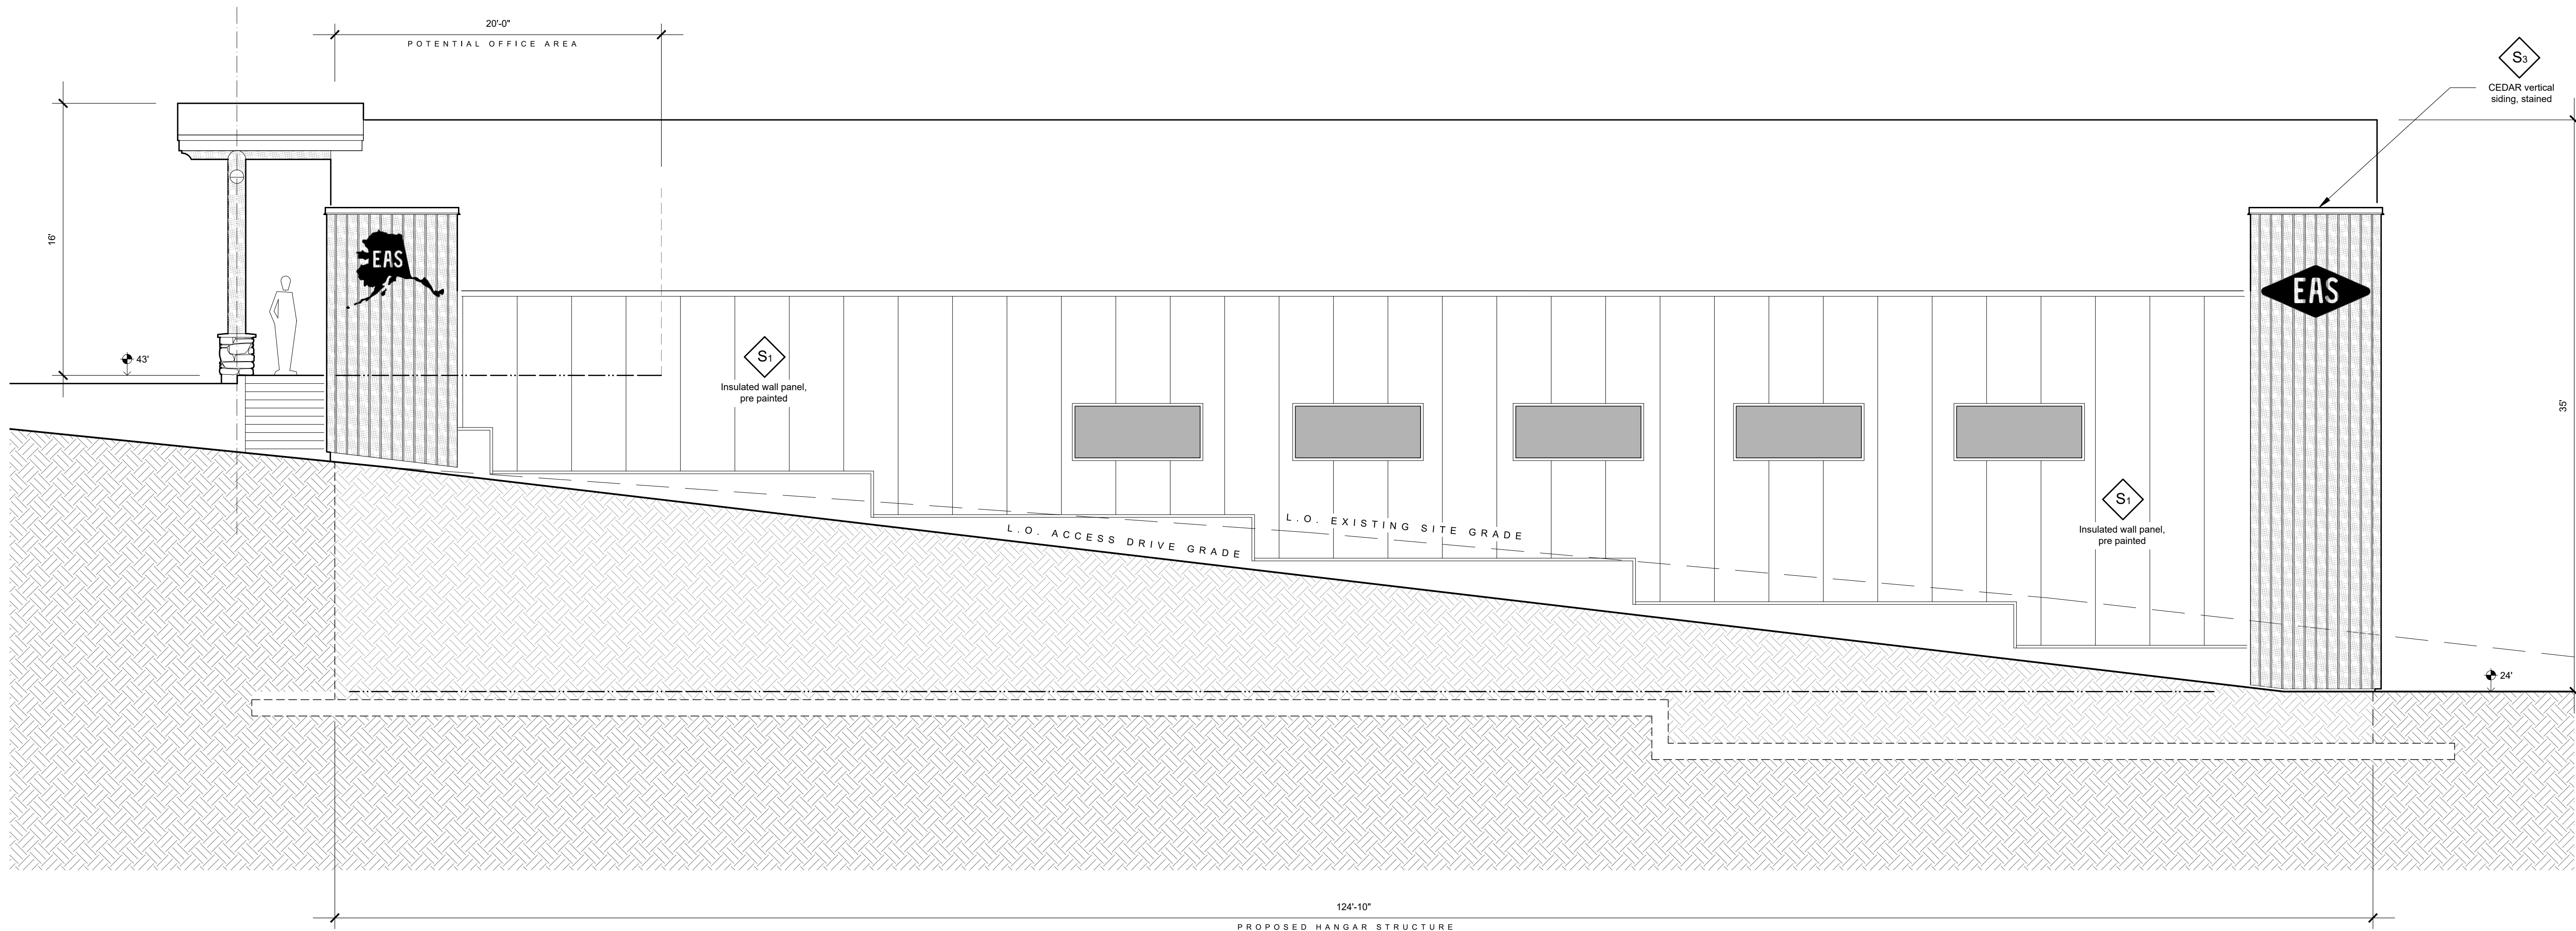 20'-0"
POTENTIAL OFFICE AREA
S3
CEDAR vertical
siding, stained
16'
35'
EAS
EAS
43'
S1
Insulated wall panel,
pre painted
S1
Insulated wall panel,
pre painted
L.O. EXISTING SITE GRADE
L.O. ACCESS DRIVE GRADE
24'
124'-10"
PROPOSED HANGAR STRUCTURE